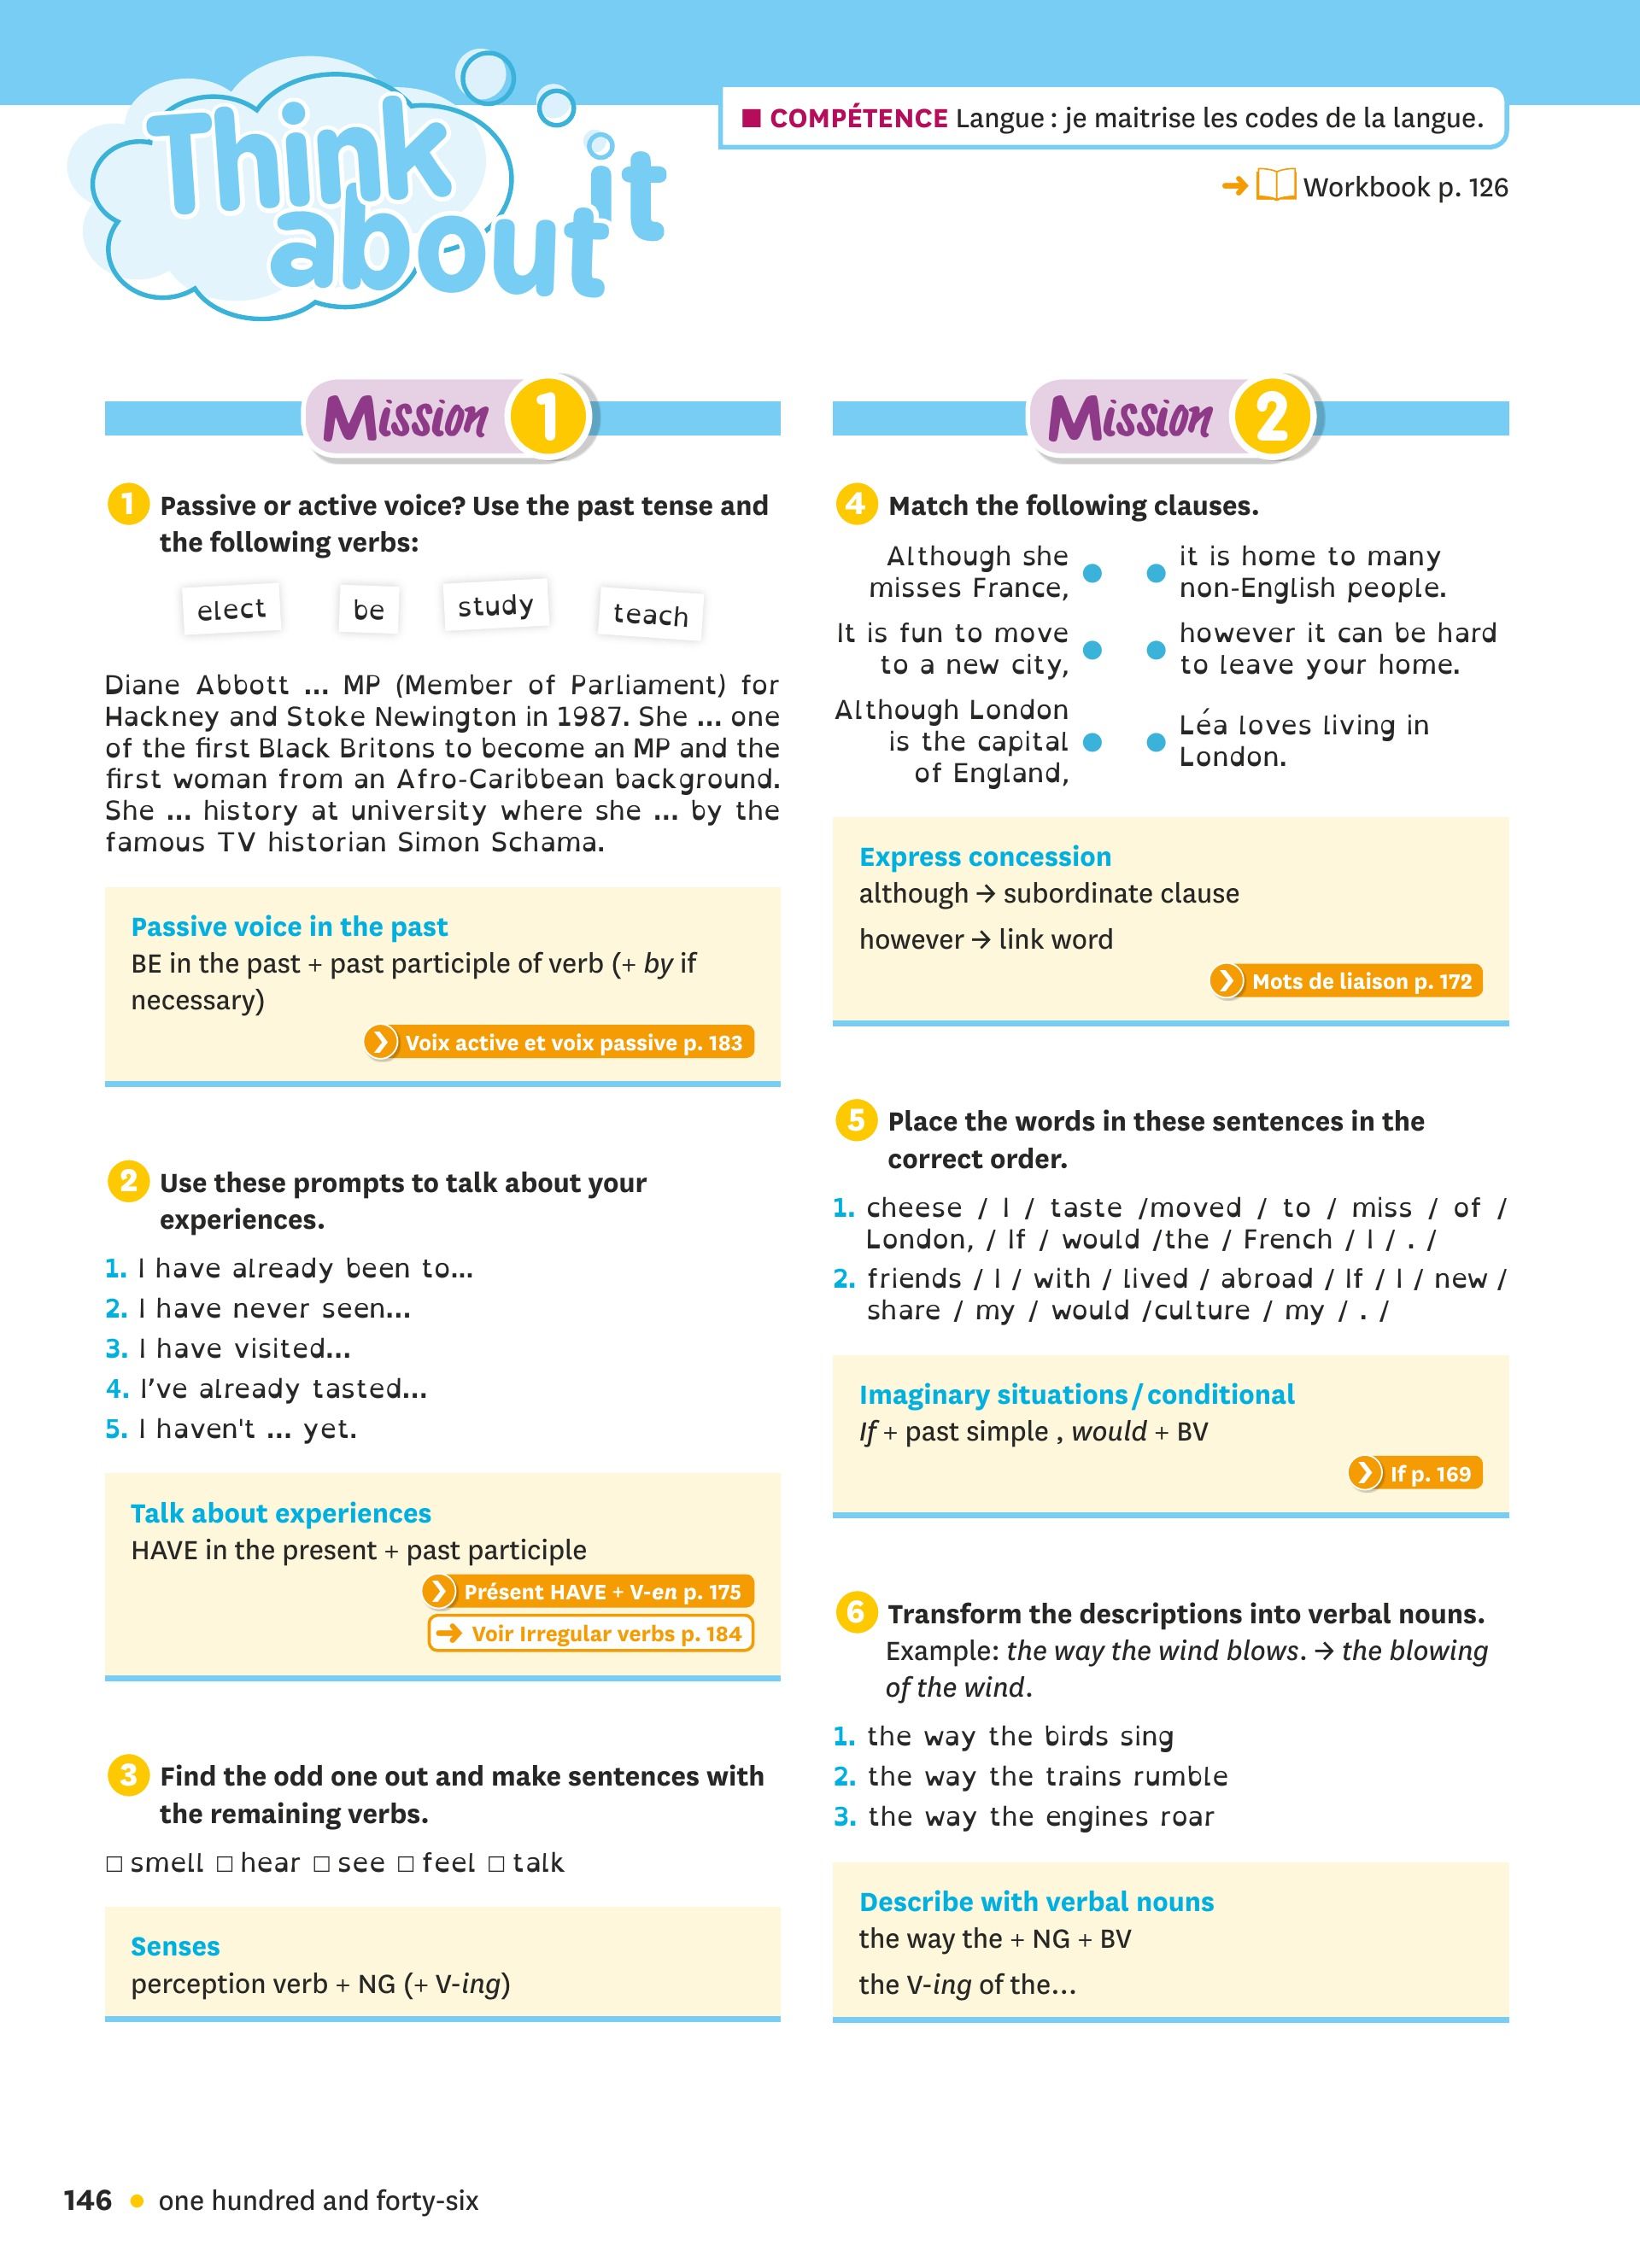 Think
about it
■ COMPÉTENCE Langue : je maitrise les codes de la langue.
➔ Workbook p. 126
Mission 1
1 Passive or active voice? Use the past tense and
the following verbs:
elect be study teach
Diane Abbott ... MP (Member of Parliament) for
Hackney and Stoke Newington in 1987. She ... one
of the first Black Britons to become an MP and the
first woman from an Afro-Caribbean background.
She ... history at university where she ... by the
famous TV historian Simon Schama.
Passive voice in the past
BE in the past + past participle of verb (+ by if
necessary)
Voix active et voix passive p. 183
2 Use these prompts to talk about your
experiences.
1. I have already been to...
2. I have never seen...
3. I have visited...
4. I’ve already tasted...
5. I haven't ... yet.
Talk about experiences
HAVE in the present + past participle
Présent HAVE + V-en p. 175
➔ Voir Irregular verbs p. 184
3 Find the odd one out and make sentences with
the remaining verbs.
□ smell □ hear □ see □ feel □ talk
Senses
perception verb + NG (+ V-ing)
Mission 2
4 Match the following clauses.
Although she
misses France,
it is home to many
non-English people.
It is fun to move
to a new city,
however it can be hard
to leave your home.
Although London
is the capital
of England,
Léa loves living in
London.
Express concession
although → subordinate clause
however → link word
Mots de liaison p. 172
5 Place the words in these sentences in the
correct order.
1. cheese / I / taste /moved / to / miss / of /
London, / If / would /the / French / I / . /
2. friends / I / with / lived / abroad / If / I / new /
share / my / would /culture / my / . /
Imaginary situations / conditional
If + past simple , would + BV
If p. 169
6 Transform the descriptions into verbal nouns.
Example: the way the wind blows. → the blowing
of the wind.
1. the way the birds sing
2. the way the trains rumble
3. the way the engines roar
Describe with verbal nouns
the way the + NG + BV
the V-ing of the...
146 • one hundred and forty-six